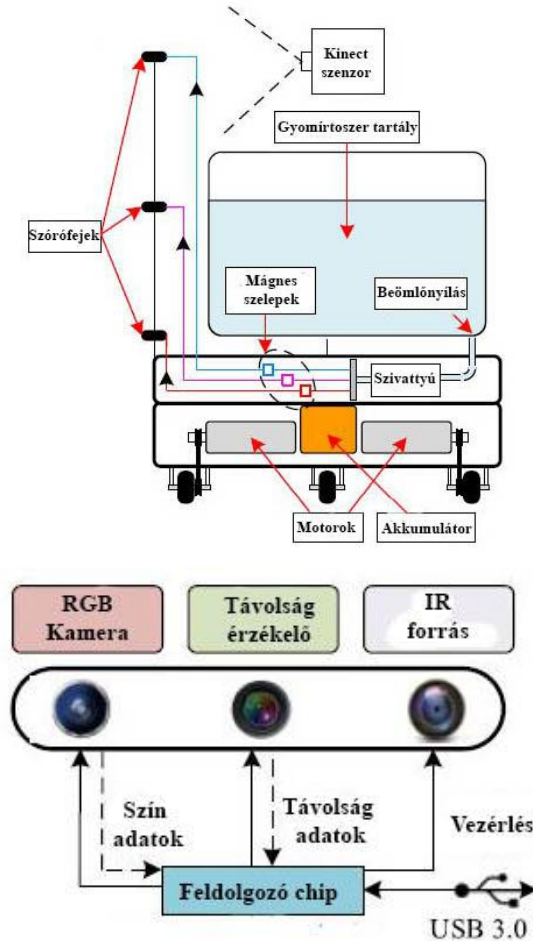 Kinect
szenzor
Gyomírtoszer tartály
Szórófejek
Mágnes
szelepek
Beömlőnyílás
Szivattyú
Motorok
Akkumulátor
RGB
Kamera
Távolság
érzékelő
IR
forrás
Szín
adatok
Távolság
adatok
Vezérlés
Feldolgozó chip
USB 3.0